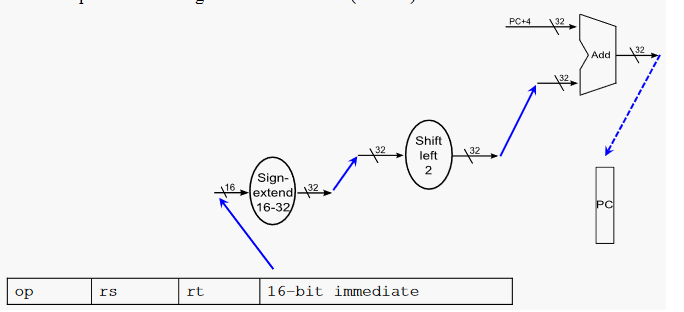 PC+4
32
Add
32
32
Shift
left
2
32
32
Sign-
extend
16-32
16
32
PC
op rs rt 16-bit immediate